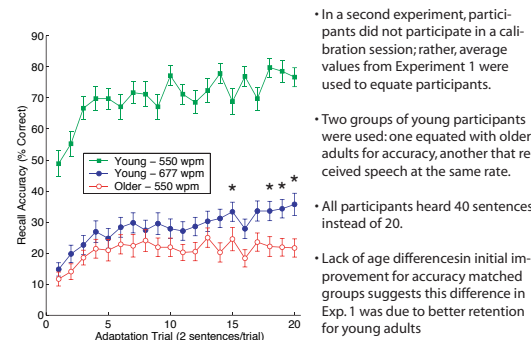 90
80
70
60
50
40
30
20
10
0
0
5
10
15
20
Recall Accuracy (% Correct)
Adaptation Trial (2 sentences/trial)
Young – 550 wpm
Young – 677 wpm
Older – 550 wpm
* * * *
• In a second experiment, partici-
pants did not participate in a cali-
bration session; rather, average
values from Experiment 1 were
used to equate participants.
• Two groups of young participants
were used: one equated with older
adults for accuracy, another that re-
ceived speech at the same rate.
• All participants heard 40 sentences
instead of 20.
• Lack of age differencesin initial im-
provement for accuracy matched
groups suggests this difference in
Exp. 1 was due to better retention
for young adults